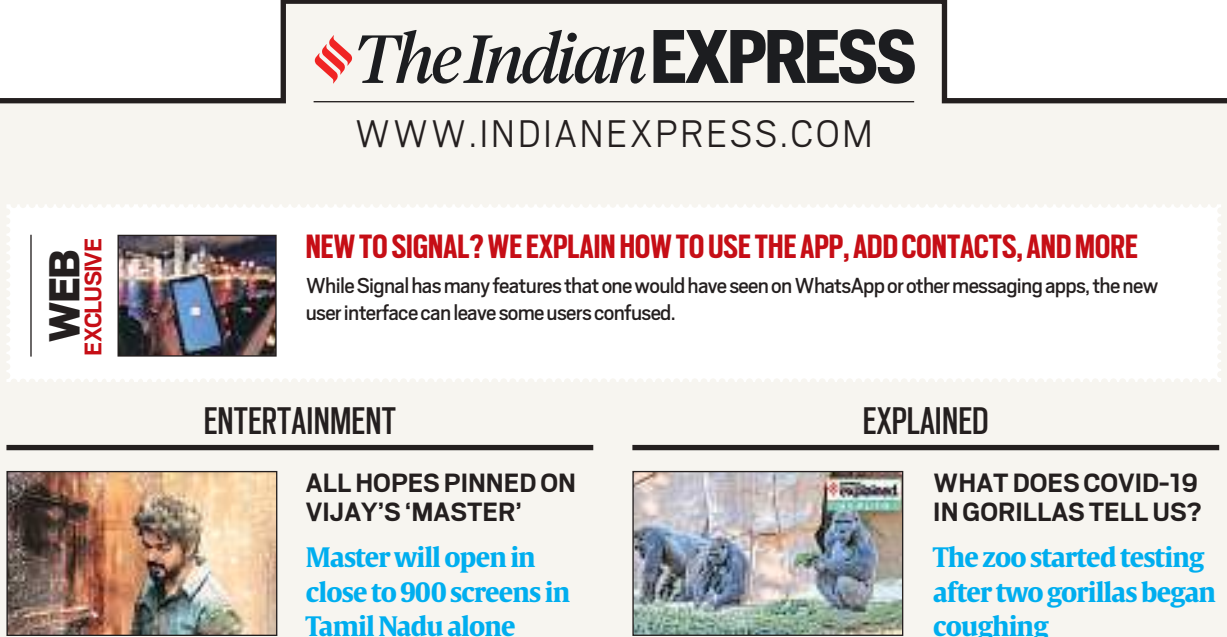 The Indian EXPRESS
WWW.INDIANEXPRESS.COM
WEB
EXCLUSIVE
NEW TO SIGNAL? WE EXPLAIN HOW TO USE THE APP, ADD CONTACTS, AND MORE
While Signal has many features that one would have seen on WhatsApp or other messaging apps, the new
user interface can leave some users confused.
ENTERTAINMENT
ALL HOPES PINNED ON
VIJAY'S ‘MASTER’
Master will open in
close to 900 screens in
Tamil Nadu alone
EXPLAINED
explained
WHAT DOES COVID-19
IN GORILLAS TELL US?
The zoo started testing
after two gorillas began
coughing